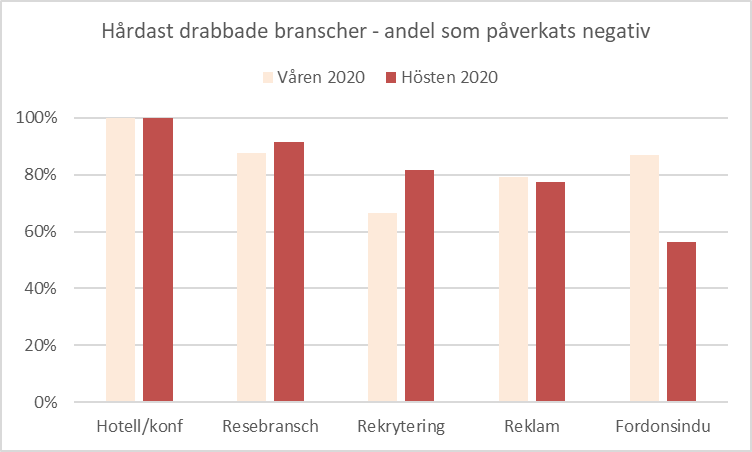 Hårdast drabbade branscher - andel som påverkats negativ
Våren 2020 Hösten 2020
100%
80%
60%
40%
20%
0%
Hotell/konf Resebransch Rekrytering Reklam Fordonsindu